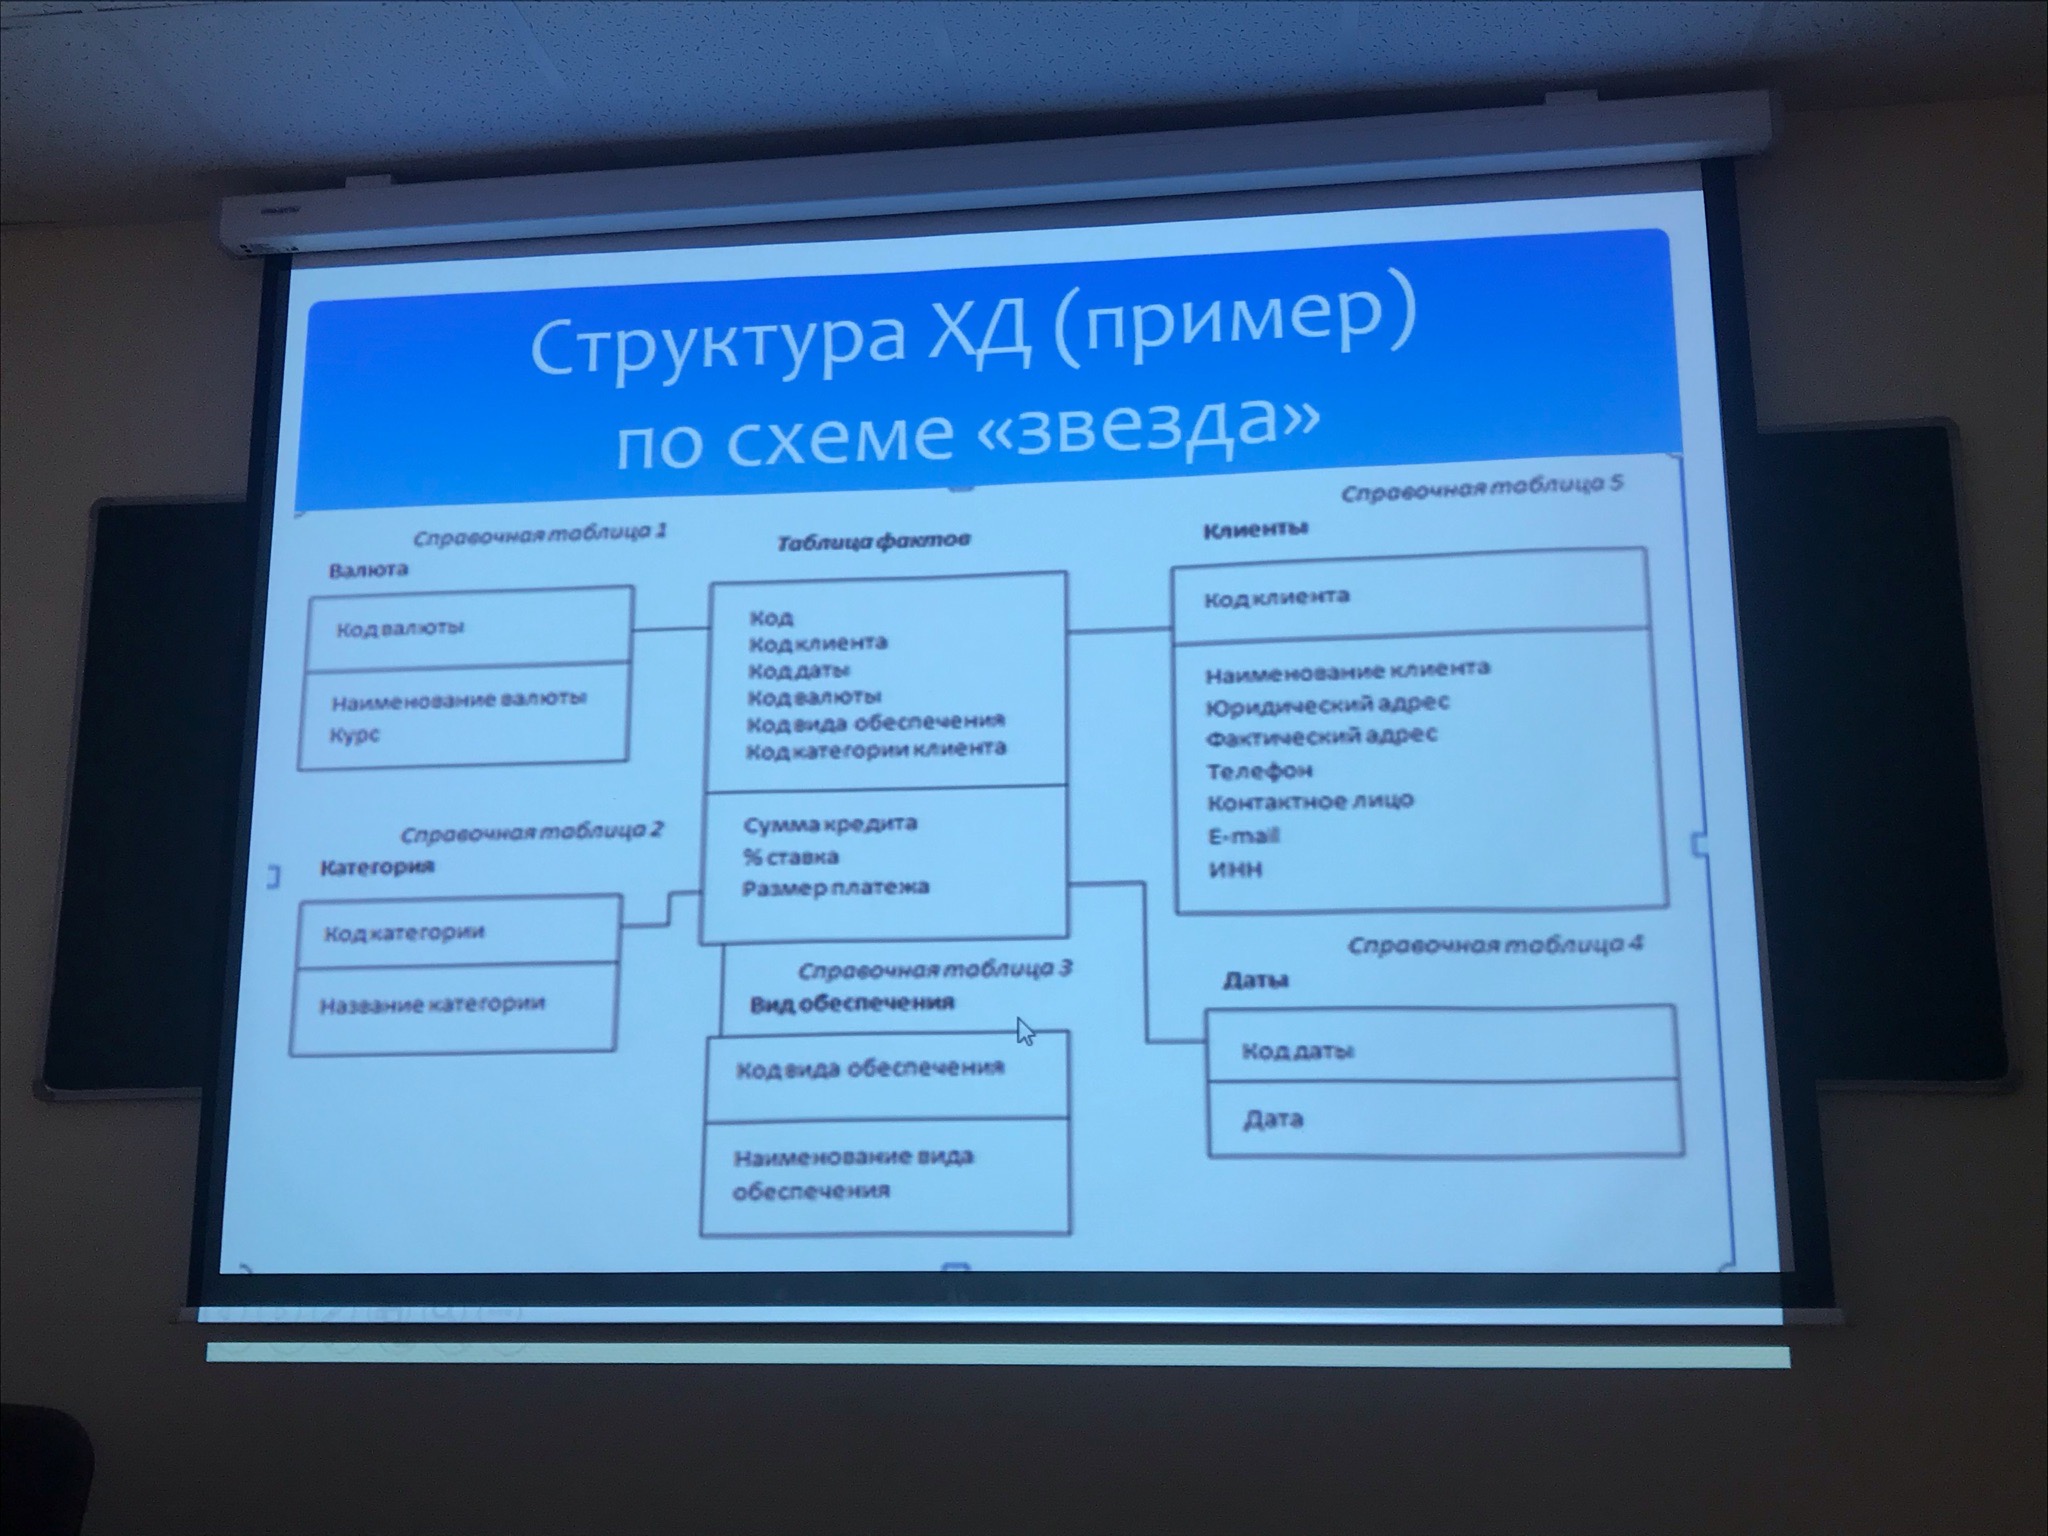 Структура ХД (пример)
по схеме «звезда»
Справочная таблица 1
Валюта
Код валюты
Наименование валюты
Курс
Справочная таблица 2
Категория
Код категории
Название категории
Таблица фактов
Код
Код клиента
Код даты
Код валюты
Код вида обеспечения
Код категории клиента
Сумма кредита
% ставка
Размер платежа
Справочная таблица 3
Вид обеспечения
Код вида обеспечения
Наименование вида
обеспечения
Справочная таблица 5
Клиенты
Код клиента
Наименование клиента
Юридический адрес
Фактический адрес
Телефон
Контактное лицо
E-mail
ИНН
Справочная таблица 4
Даты
Код даты
Дата